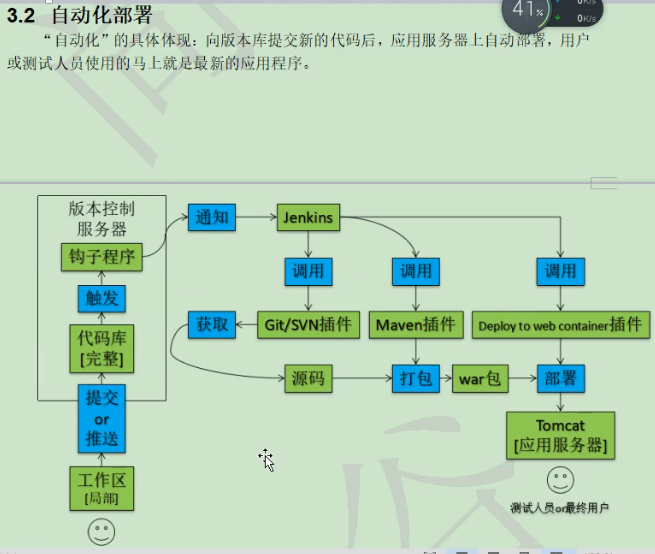 3.2 自动化部署
“自动化”的具体体现：向版本库提交新的代码后，应用服务器上自动部署，用户
或测试人员使用的马上就是最新的应用程序。
41%
0K/s
0K/s
版本控制
服务器
钩子程序
触发
代码库
[完整]
提交
or
推送
工作区
[局部]
通知
Jenkins
调用
调用
调用
获取
Git/SVN插件
Maven插件
Deploy to web container插件
源码
打包
war包
部署
Tomcat
[应用服务器]
测试人员or最终用户